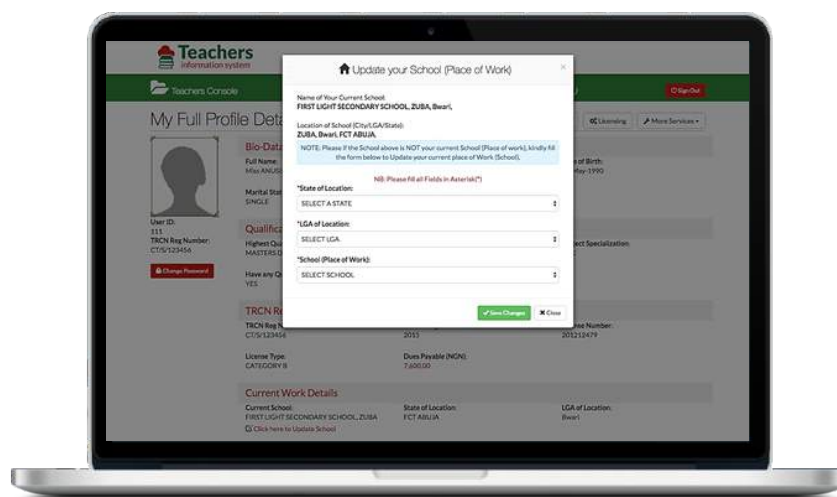 Teachers
information system
Teachers Console
Sign Out
My Full Profile Deta
Licensing
More Services
Update your School (Place of Work)
×
Name of Your Current School:
FIRST LIGHT SECONDARY SCHOOL, ZUBA, Bwari,
Location of School (City/LGA/State):
ZUBA, Bwari, FCT ABUJA,
NOTE: Please if the School above is NOT your current School (Place of work), kindly fill
the form below to Update your current place of Work (School),
NB: Please fill all Fields in Asterisk(*)
*State of Location:
SELECT A STATE
*LGA of Location:
SELECT LGA
*School (Place of Work):
SELECT SCHOOL
Save Changes
Close
User ID:
111
TRCN Reg Number:
CT/S/123456
Change Password
Bio-Data
Full Name:
Miss ANUSI
of Birth:
May-1990
Marital Stat
SINGLE
Qualifica
Highest Qua
MASTERS D
ect Specialization:
Have any Qu
YES
TRCN Re
TRCN Reg N
CT/S/123456
2015
nse Number:
201212479
License Type:
CATEGORY B
Dues Payable (NGN):
7,600.00
Current Work Details
Current School:
FIRST LIGHT SECONDARY SCHOOL, ZUBA
State of Location:
FCT ABUJA
LGA of Location:
Bwari
Click here to Update School